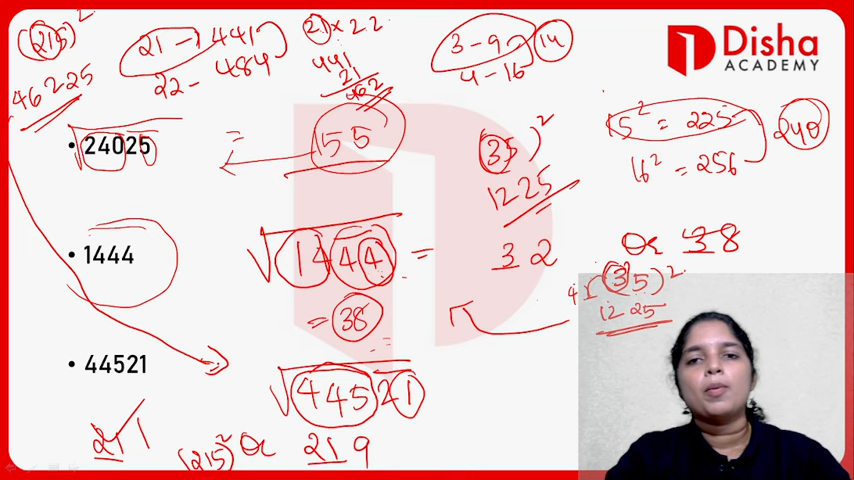 (215)²
46225
21 - 441
22 - 484
21 × 22
441
21
462
3 - 9
4 - 16
14
Disha
ACADEMY
• 24025
=
155
35)²
1225
15² = 225
16² = 256
240
• 1444
√1444 =
32
Or 38
= 38
(35)²
1225
• 44521
√44521
211
(215)² Or 219